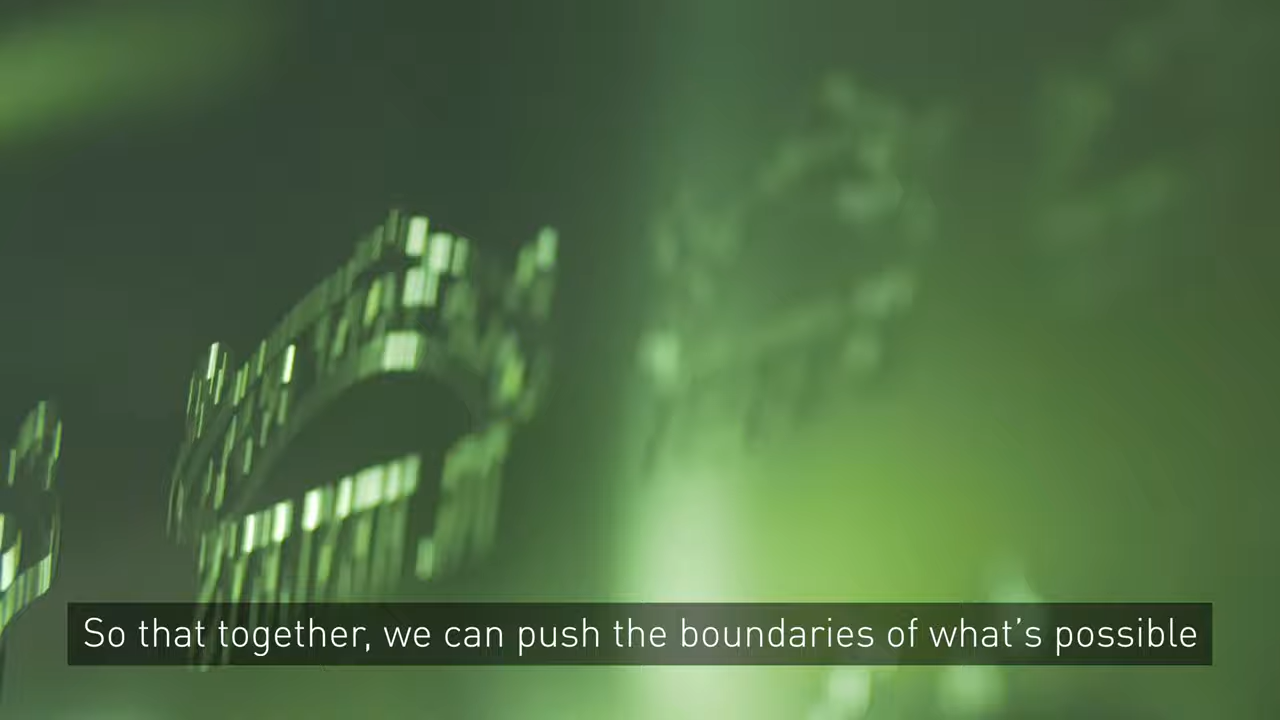 So that together, we can push the boundaries of what’s possible